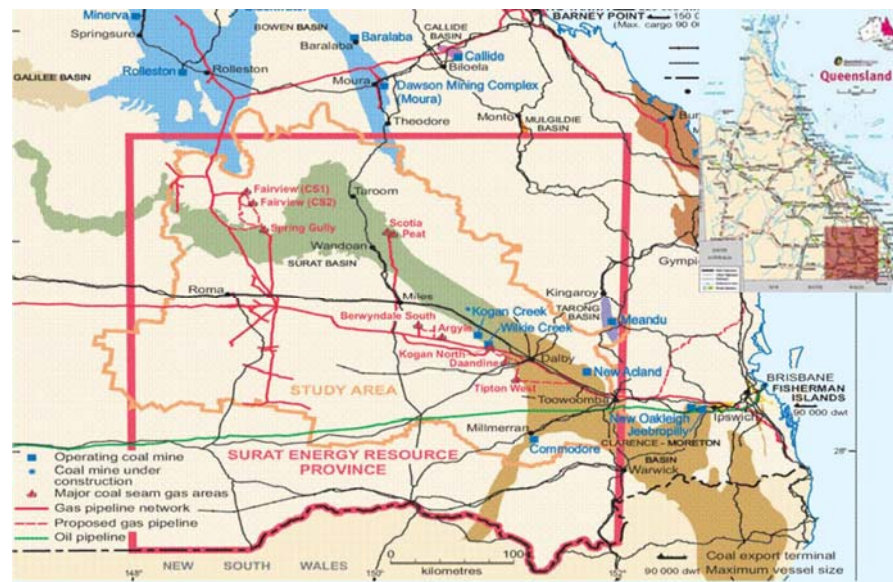 Minerva
Springsure
BOWEN BASIN
CALLIDE
BASIN
Baralaba
Baralaba
Callide
Biloela
BARNEY POINT
150
(Max. cargo 90
Queensland
Rolleston
Rolleston
GALILEE BASIN
Moura
Dawson Mining Complex
(Moura)
Theodore
Monto
MULGILDIE
BASIN
Fairview (CS1)
Fairview (CS2)
Taroom
Spring Gully
Scotia
Peat
Wandoan
SURAT BASIN
Roma
Miles
Kingaroy
TARONG
BASIN
Meandu
Kogan Creek
Berwyndale South
Argyle
Wilkie Creek
Kogan North
Daandine
Dalby
New Acland
Tipton West
STUDY AREA
Toowoomba
BRISBANE
FISHERMAN
ISLANDS
90 000 dwt
New Oakleigh
Jeebropilly
Ipswich
Millmerran
Commodore
CLARENCE - MORETON
BASIN
28°
Warwick
SURAT ENERGY RESOURCE
PROVINCE
Operating coal mine
Coal mine under
construction
Major coal seam gas areas
Gas pipeline network
Proposed gas pipeline
Oil pipeline
148°
NEW SOUTH WALES
150°
0 100
kilometres
152°
90 000 dwt
Coal export terminal
Maximum vessel size